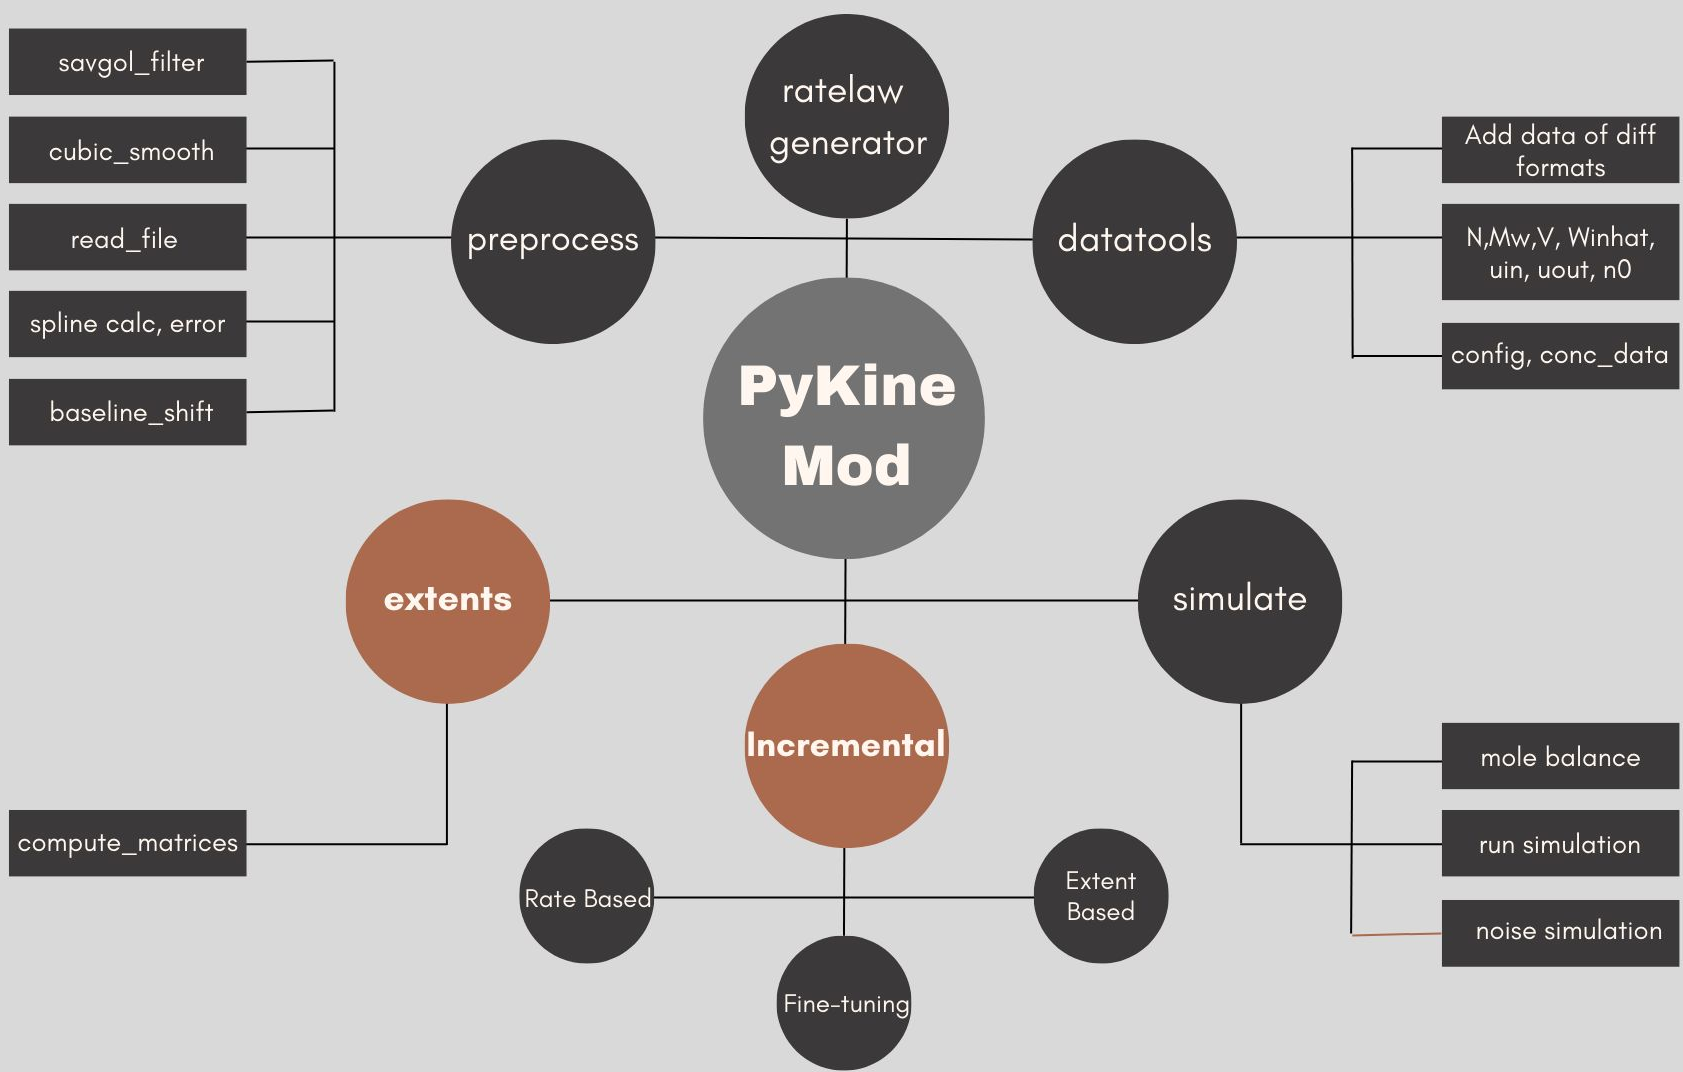 savgol_filter
cubic_smooth
read_file
spline calc, error
baseline_shift
preprocess
ratelaw
generator
datatools
Add data of diff
formats
N,Mw,V, Winhat,
uin, uout, n0
config, conc_data
PyKine
Mod
extents
simulate
Incremental
compute_matrices
Rate Based
Extent
Based
Fine-tuning
mole balance
run simulation
noise simulation